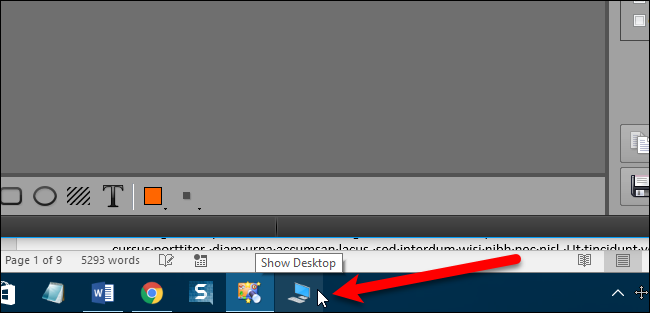 T
cursus·porttitor·,diam·urna·accumsan·lacus,·sed·interdum·wisi·nibh·nec·nisl.·Ut·tincidunt
Show Desktop
Page 1 of 9 5293 words
W S